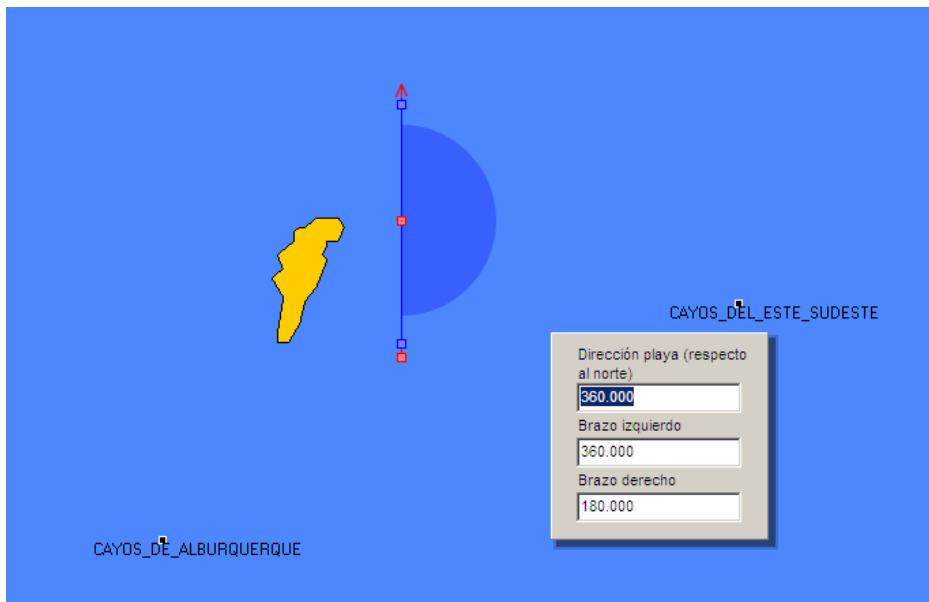 CAYOS_DEL_ESTE_SUDESTE
Dirección playa (respecto
al norte)
360.000
Brazo izquierdo
360.000
Brazo derecho
180.000
CAYOS_DE_ALBURQUERQUE